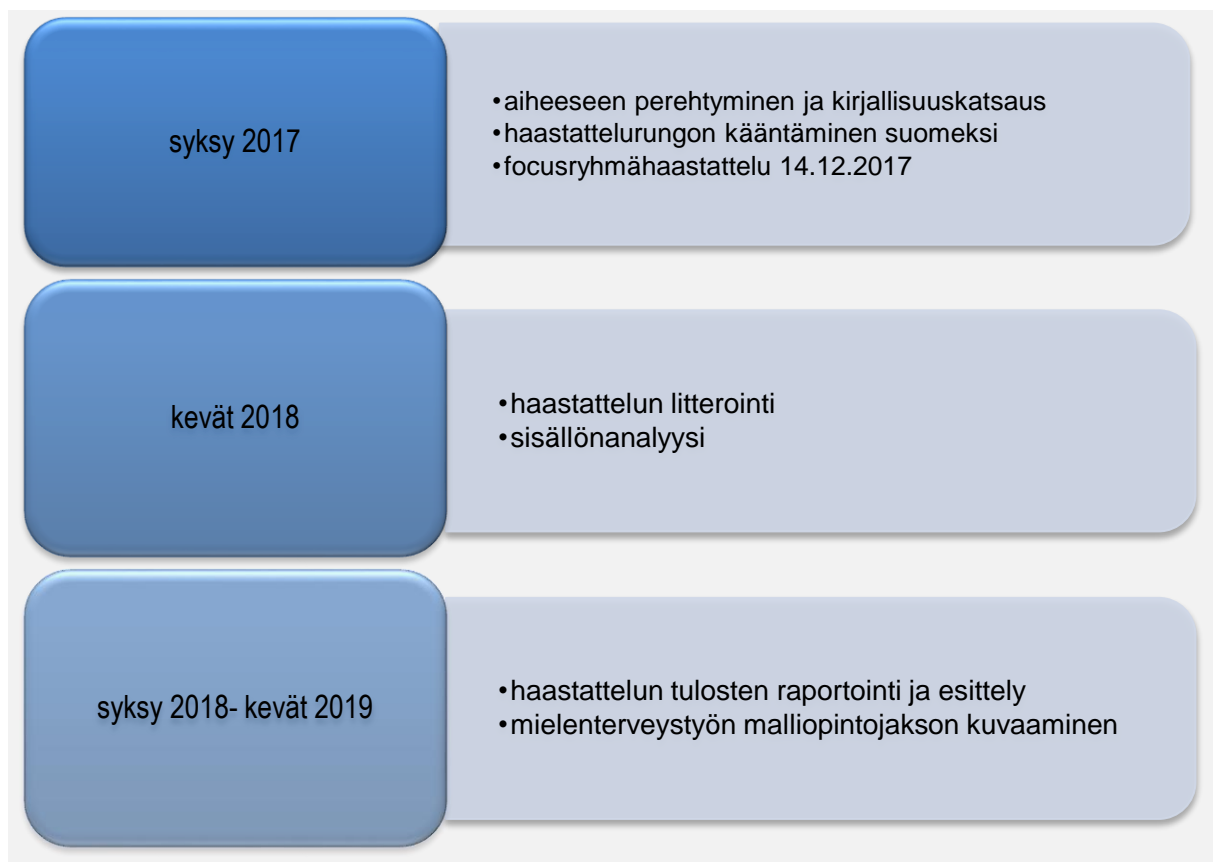 syksy 2017
•aiheeseen perehtyminen ja kirjallisuuskatsaus
•haastattelurungon kääntäminen suomeksi
•focusryhmähaastattelu 14.12.2017
kevät 2018
•haastattelun litterointi
•sisällönanalyysi
syksy 2018- kevät 2019
•haastattelun tulosten raportointi ja esittely
•mielenterveystyön malliopintojakson kuvaaminen